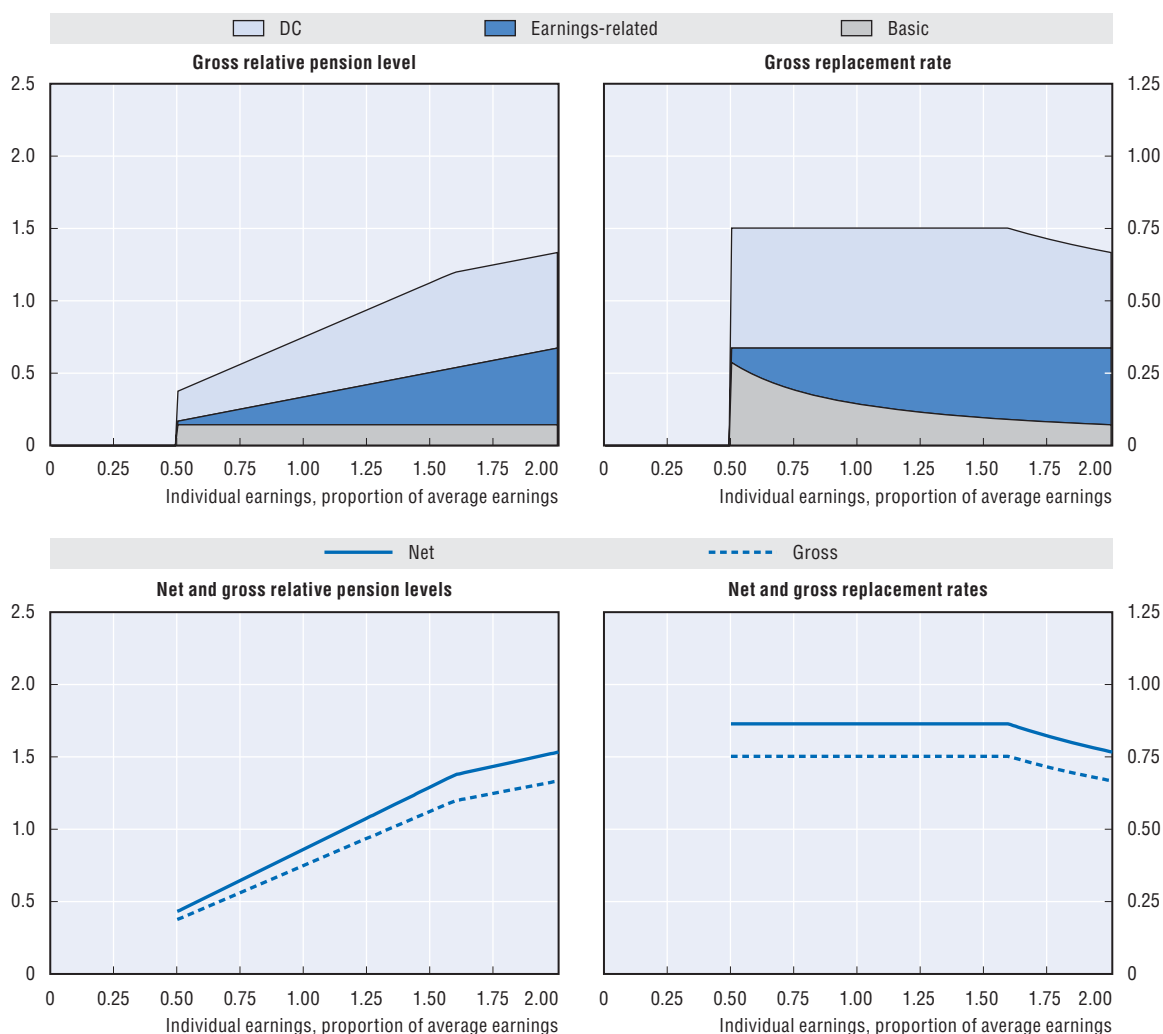 DC Earnings-related Basic
Gross relative pension level Gross replacement rate
2.5 1.25
2.0 1.00
1.5 0.75
1.0 0.50
0.5 0.25
0 0
0 0.25 0.50 0.75 1.00 1.25 1.50 1.75 2.00 0 0.25 0.50 0.75 1.00 1.25 1.50 1.75 2.00
Individual earnings, proportion of average earnings Individual earnings, proportion of average earnings
Net Gross
Net and gross relative pension levels Net and gross replacement rates
2.5 1.25
2.0 1.00
1.5 0.75
1.0 0.50
0.5 0.25
0 0
0 0.25 0.50 0.75 1.00 1.25 1.50 1.75 2.00 0 0.25 0.50 0.75 1.00 1.25 1.50 1.75 2.00
Individual earnings, proportion of average earnings Individual earnings, proportion of average earnings